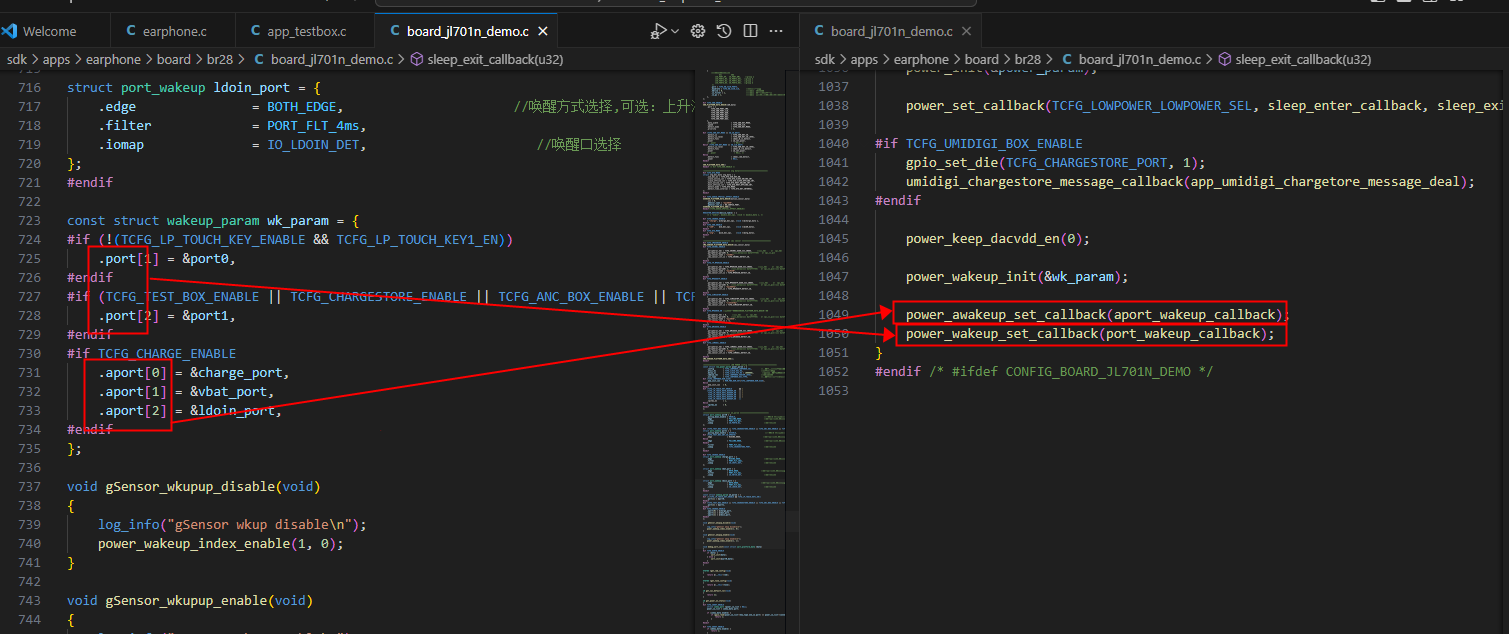 Welcome
earphone.c
app_testbox.c
board_jl701n_demo.c
board_jl701n_demo.c
sdk > apps > earphone > board > br28 > C board_jl701n_demo.c > sleep_exit_callback(u32)
716 struct port_wakeup ldoin_port = {
717 .edge = BOTH_EDGE, //唤醒方式选择,可选: 上升
718 .filter = PORT_FLT_4ms,
719 .iomap = IO_LDOIN_DET, //唤醒口选择
720 };
721 #endif
722
723 const struct wakeup_param wk_param = {
724 #if (!(TCFG_LP_TOUCH_KEY_ENABLE && TCFG_LP_TOUCH_KEY1_EN))
725 .port[1] = &port0,
726 #endif
727 #if (TCFG_TEST_BOX_ENABLE || TCFG_CHARGESTORE_ENABLE || TCFG_ANC_BOX_ENABLE || TCF
728 .port[2] = &port1,
729 #endif
730 #if TCFG_CHARGE_ENABLE
731 .aport[0] = &charge_port,
732 .aport[1] = &vbat_port,
733 .aport[2] = &ldoin_port,
734 #endif
735 };
736
737 void gSensor_wkupup_disable(void)
738 {
739 log_info("gSensor wkup disable\n");
740 power_wakeup_index_enable(1, 0);
741 }
742
743 void gSensor_wkupup_enable(void)
744 {
sdk > apps > earphone > board > br28 > C board_jl701n_demo.c > sleep_exit_callback(u32)
1036 power_init(&power_param);
1037
1038 power_set_callback(TCFG_LOWPOWER_LOWPOWER_SEL, sleep_enter_callback, sleep_exi
1039
1040 #if TCFG_UMIDIGI_BOX_ENABLE
1041 gpio_set_die(TCFG_CHARGESTORE_PORT, 1);
1042 umidigi_chargestore_message_callback(app_umidigi_chargetore_message_deal);
1043 #endif
1044
1045 power_keep_dacvdd_en(0);
1046
1047 power_wakeup_init(&wk_param);
1048
1049 power_awakeup_set_callback(aport_wakeup_callback);
1050 power_wakeup_set_callback(port_wakeup_callback);
1051 }
1052 #endif /* #ifdef CONFIG_BOARD_JL701N_DEMO */
1053